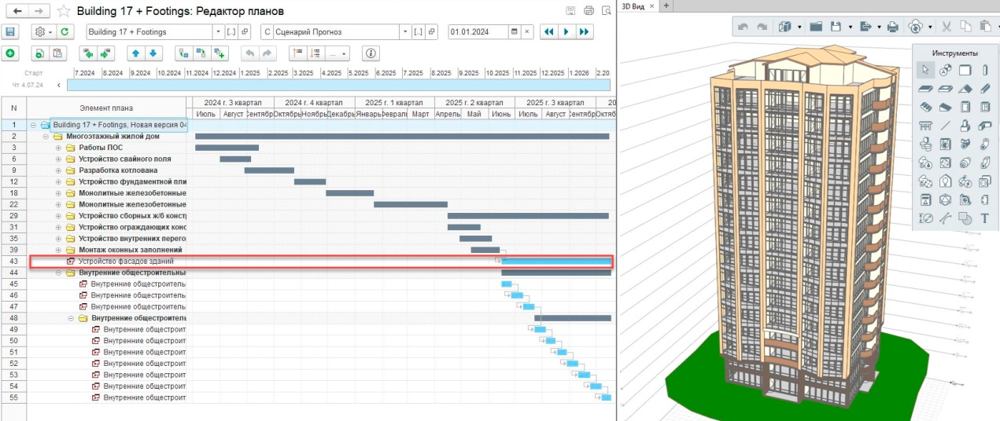 Building 17 + Footings: Редактор планов
3D Вид × +
Building 17 + Footings
С Сценарий Прогноз
01.01.2024
Инструменты
Старт
7.2024 8.2024 9.2024 10.2024 11.2024 12.2024 1.2025 2.2025 3.2025 4.2025 5.2025 6.2025 7.2025 8.2025 9.2025 10.2025 11.2025 12.2025 1.2026 2.20
Чт 4.07.24
N Элемент плана
2024 г. 3 квартал 2024 г. 4 квартал 2025 г. 1 квартал 2025 г. 2 квартал 2025 г. 3 квартал 20
Июль Август Сентябрь Октябрь Ноябрь Декабрь Январь Февраль Март Апрель Май Июнь Июль Август Сентябрь Октяб
1 Building 17 + Footings, Новая версия 04
2 Многоэтажный жилой дом
3 Работы ПОС
6 Устройство свайного поля
9 Разработка котлована
12 Устройство фундаментной пли
18 Монолитные железобетонные
22 Монолитные железобетонные
29 Устройство сборных ж/б конст
31 Устройство ограждающих конс
35 Устройство внутренних перего
39 Монтаж оконных заполнений
43 Устройство фасадов зданий
44 Внутренние общестроительны
45 Внутренние общестроитель
46 Внутренние общестроитель
47 Внутренние общестроитель
48 Внутренние общестроитель
49 Внутренние общестроит
50 Внутренние общестроит
51 Внутренние общестроит
52 Внутренние общестроит
53 Внутренние общестроит
54 Внутренние общестроит
55 Внутренние общестроит